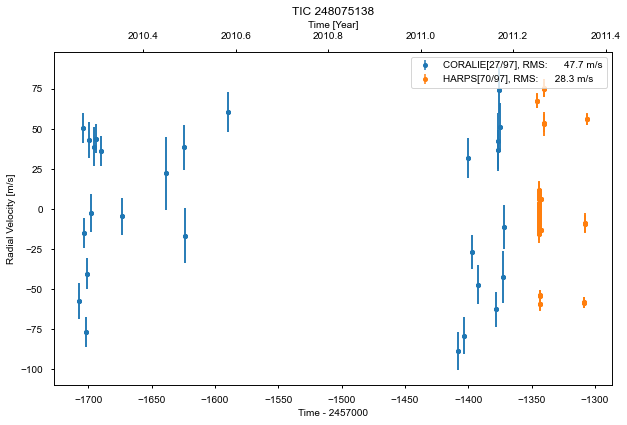 TIC 248075138
Time [Year]
2010.4 2010.6 2010.8 2011.0 2011.2 2011.4
CORALIE[27/97], RMS: 47.7 m/s
HARPS[70/97], RMS: 28.3 m/s
75
50
25
0
−25
−50
−75
−100
Radial Velocity [m/s]
−1700 −1650 −1600 −1550 −1500 −1450 −1400 −1350 −1300
Time - 2457000